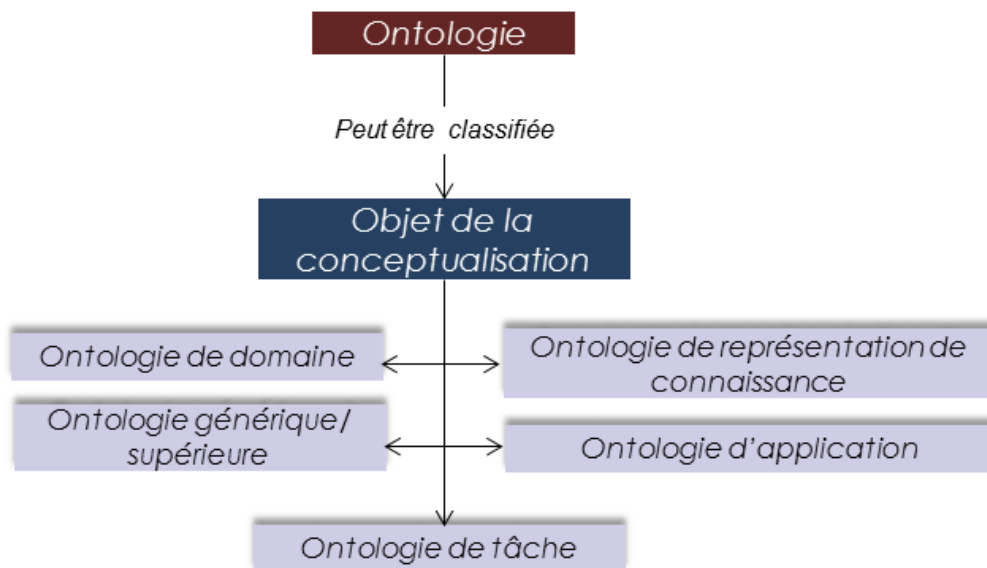 Ontologie
Peut être classifiée
Objet de la
conceptualisation
Ontologie de domaine
Ontologie de représentation de
connaissance
Ontologie générique/
supérieure
Ontologie d'application
Ontologie de tâche